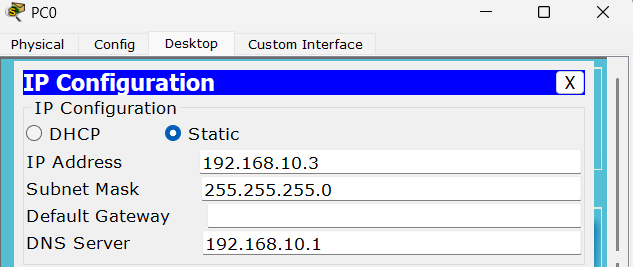 PC0
Physical Config Desktop Custom Interface
IP Configuration X
IP Configuration
DHCP Static
IP Address 192.168.10.3
Subnet Mask 255.255.255.0
Default Gateway
DNS Server 192.168.10.1